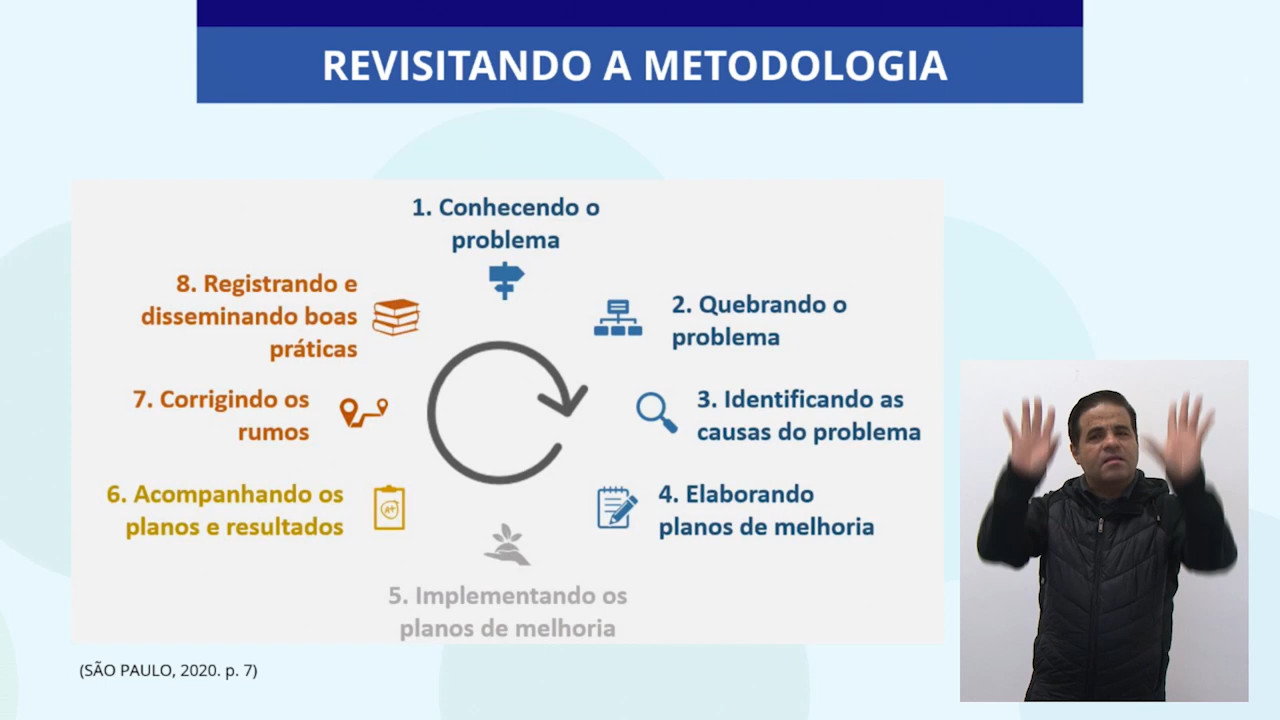 REVISITANDO A METODOLOGIA
1. Conhecendo o
problema
2. Quebrando o
problema
3. Identificando as
causas do problema
4. Elaborando
planos de melhoria
5. Implementando os
planos de melhoria
6. Acompanhando os
planos e resultados
7. Corrigindo os
rumos
8. Registrando e
disseminando boas
práticas
(SÃO PAULO, 2020. p. 7)